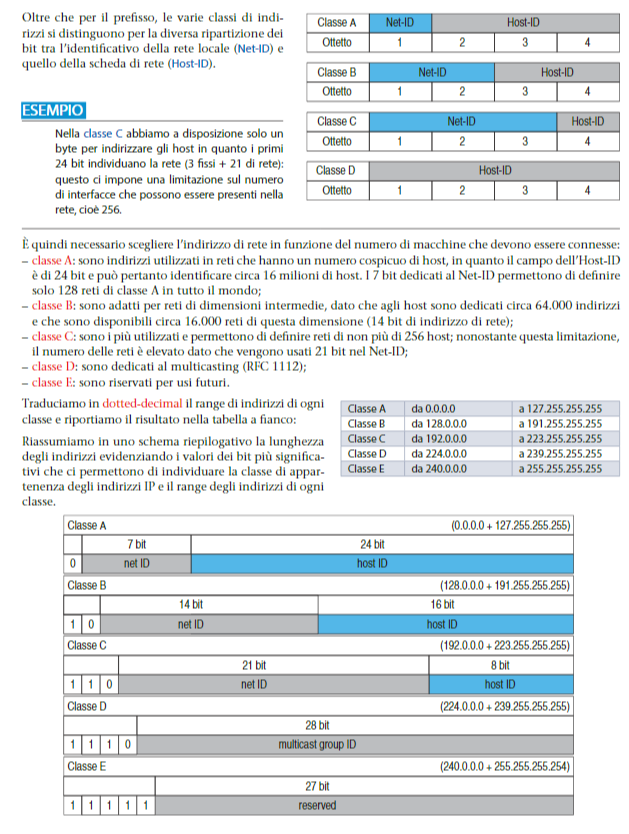 Oltre che per il prefisso, le varie classi di indi-
rizzi si distinguono per la diversa ripartizione dei
bit tra l'identificativo della rete locale (Net-ID) e
quello della scheda di rete (Host-ID).
ESEMPIO
Nella classe C abbiamo a disposizione solo un
byte per indirizzare gli host in quanto i primi
24 bit individuano la rete (3 fissi + 21 di rete):
questo ci impone una limitazione sul numero
di interfacce che possono essere presenti nella
rete, cioè 256.
Classe A Net-ID Host-ID
Ottetto 1 2 3 4
Classe B Net-ID Host-ID
Ottetto 1 2 3 4
Classe C Net-ID Host-ID
Ottetto 1 2 3 4
Classe D Host-ID
Ottetto 1 2 3 4
È quindi necessario scegliere l'indirizzo di rete in funzione del numero di macchine che devono essere connesse:
– classe A: sono indirizzi utilizzati in reti che hanno un numero cospicuo di host, in quanto il campo dell'Host-ID
è di 24 bit e può pertanto identificare circa 16 milioni di host. I 7 bit dedicati al Net-ID permettono di definire
solo 128 reti di classe A in tutto il mondo;
– classe B: sono adatti per reti di dimensioni intermedie, dato che agli host sono dedicati circa 64.000 indirizzi
e che sono disponibili circa 16.000 reti di questa dimensione (14 bit di indirizzo di rete);
– classe C: sono i più utilizzati e permettono di definire reti di non più di 256 host; nonostante questa limitazione,
il numero delle reti è elevato dato che vengono usati 21 bit nel Net-ID;
– classe D: sono dedicati al multicasting (RFC 1112);
– classe E: sono riservati per usi futuri.
Traduciamo in dotted-decimal il range di indirizzi di ogni
classe e riportiamo il risultato nella tabella a fianco:
Riassumiamo in uno schema riepilogativo la lunghezza
degli indirizzi evidenziando i valori dei bit più significa-
tivi che ci permettono di individuare la classe di appar-
tenenza degli indirizzi IP e il range degli indirizzi di ogni
classe.
Classe A da 0.0.0.0 a 127.255.255.255
Classe B da 128.0.0.0 a 191.255.255.255
Classe C da 192.0.0.0 a 223.255.255.255
Classe D da 224.0.0.0 a 239.255.255.255
Classe E da 240.0.0.0 a 255.255.255.255
Classe A (0.0.0.0 + 127.255.255.255)
7 bit 24 bit
0 net ID host ID
Classe B (128.0.0.0 + 191.255.255.255)
14 bit 16 bit
1 0 net ID host ID
Classe C (192.0.0.0 + 223.255.255.255)
21 bit 8 bit
1 1 0 net ID host ID
Classe D (224.0.0.0 + 239.255.255.255)
28 bit
1 1 1 0 multicast group ID
Classe E (240.0.0.0 + 255.255.255.254)
27 bit
1 1 1 1 1 reserved